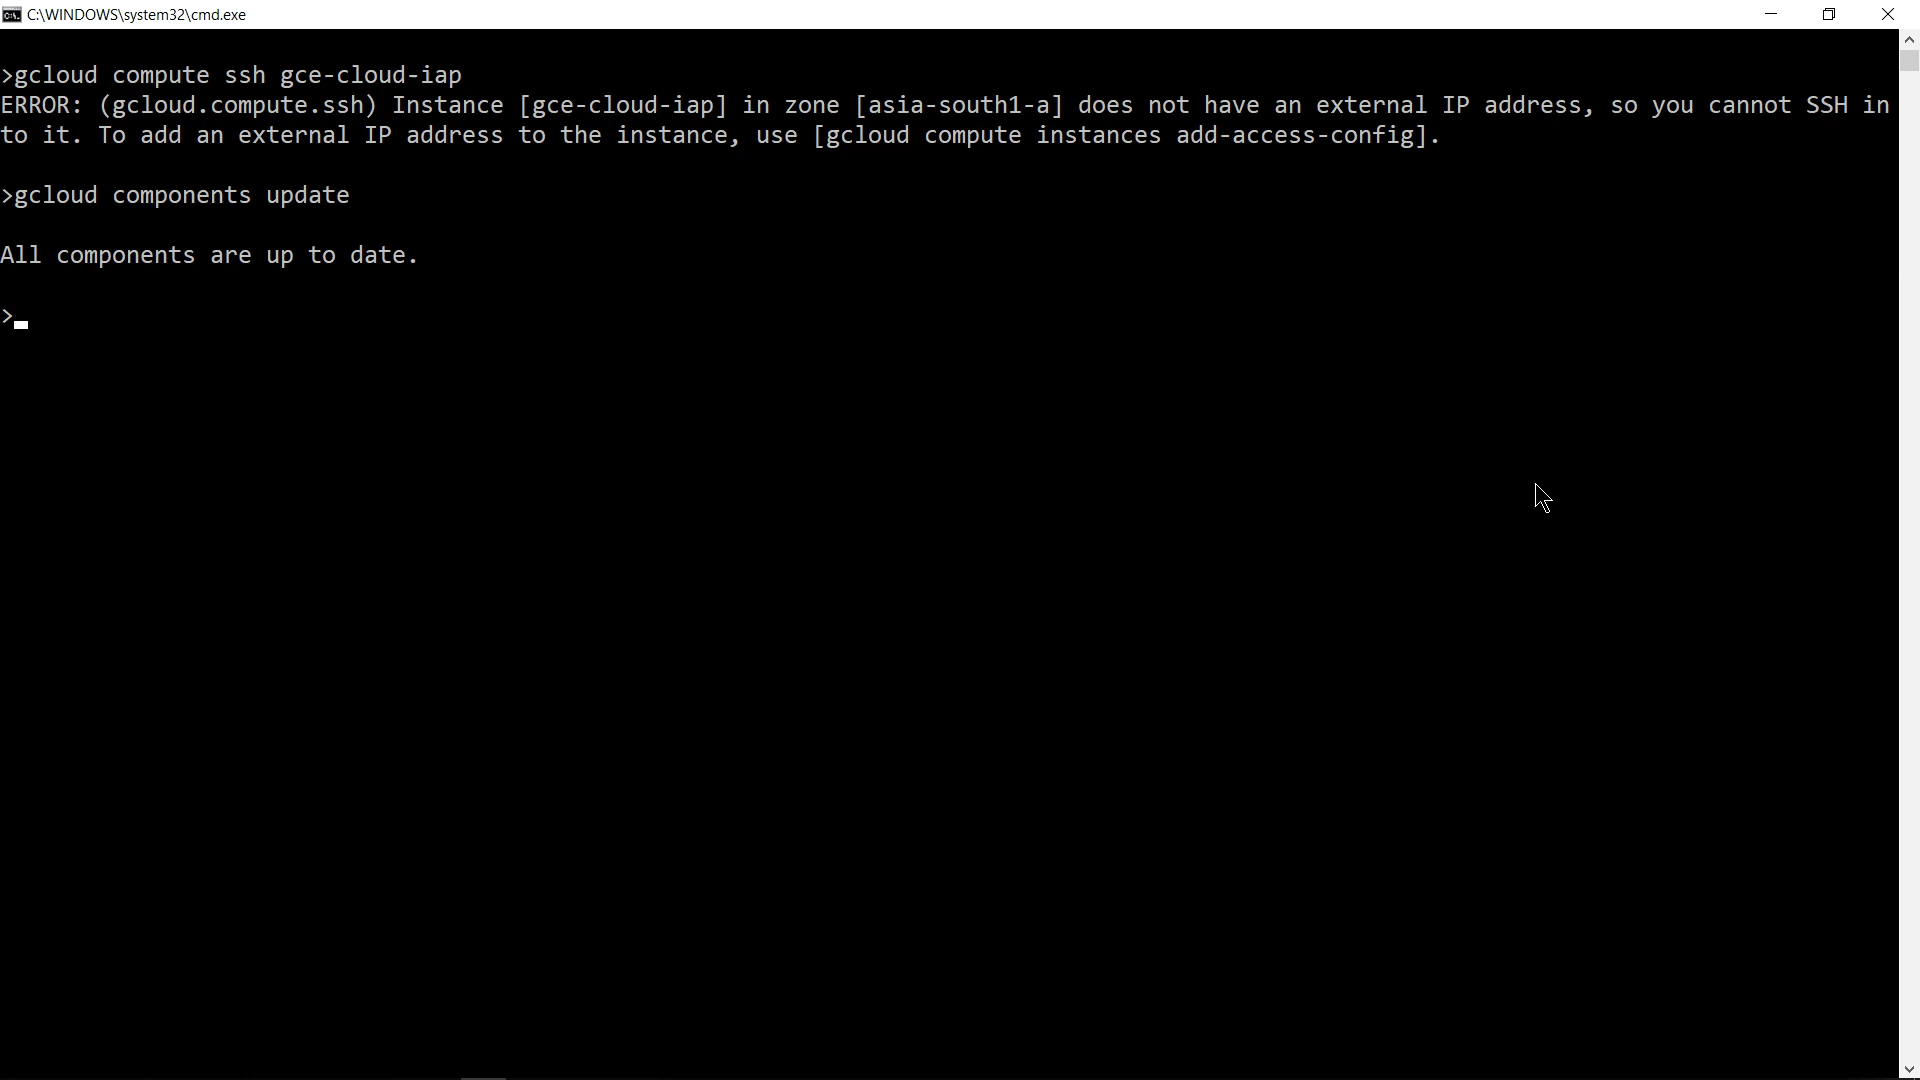 C:\WINDOWS\system32\cmd.exe
>gcloud compute ssh gce-cloud-iap
ERROR: (gcloud.compute.ssh) Instance [gce-cloud-iap] in zone [asia-south1-a] does not have an external IP address, so you cannot SSH in
to it. To add an external IP address to the instance, use [gcloud compute instances add-access-config].
>gcloud components update
All components are up to date.
>